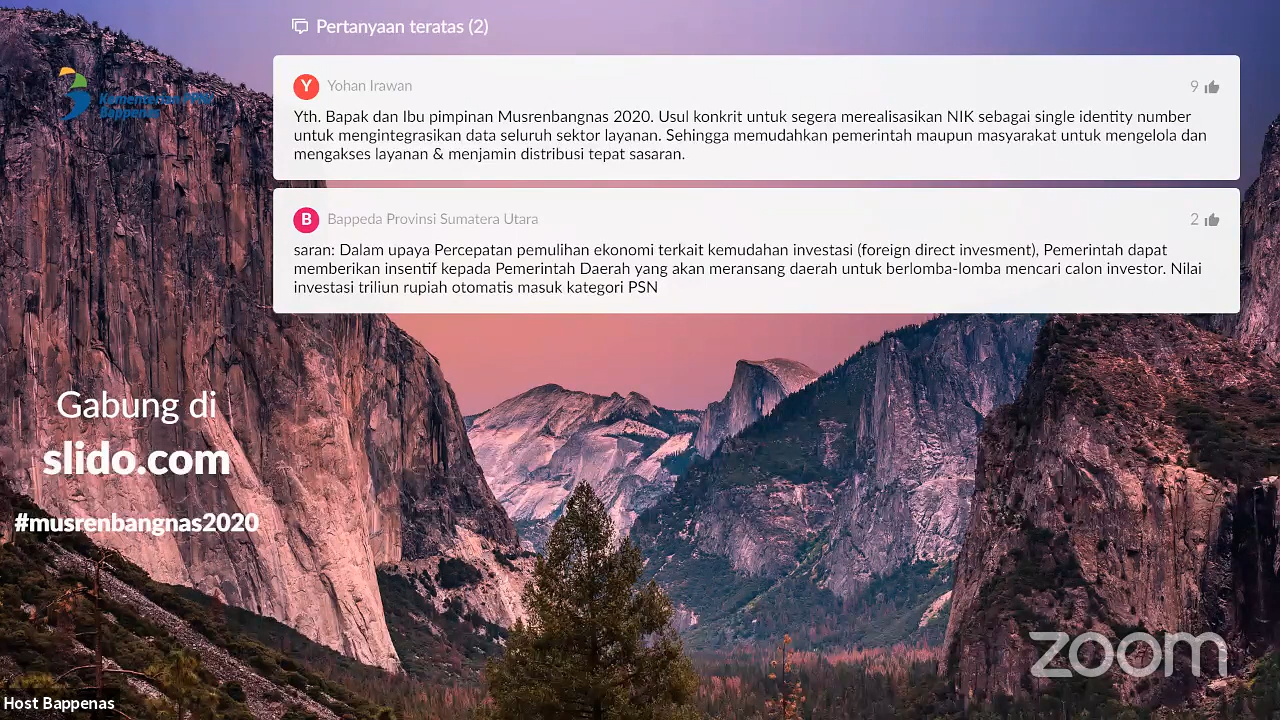 Pertanyaan teratas (2)
Y Yohan Irawan 9
Yth. Bapak dan Ibu pimpinan Musrenbangnas 2020. Usul konkrit untuk segera merealisasikan NIK sebagai single identity number
untuk mengintegrasikan data seluruh sektor layanan. Sehingga memudahkan pemerintah maupun masyarakat untuk mengelola dan
mengakses layanan & menjamin distribusi tepat sasaran.
B Bappeda Provinsi Sumatera Utara 2
saran: Dalam upaya Percepatan pemulihan ekonomi terkait kemudahan investasi (foreign direct invesment), Pemerintah dapat
memberikan insentif kepada Pemerintah Daerah yang akan meransang daerah untuk berlomba-lomba mencari calon investor. Nilai
investasi triliun rupiah otomatis masuk kategori PSN
Kementerian PPN/
Bappenas
Gabung di
slido.com
#musrenbangnas2020
zoom
Host Bappenas